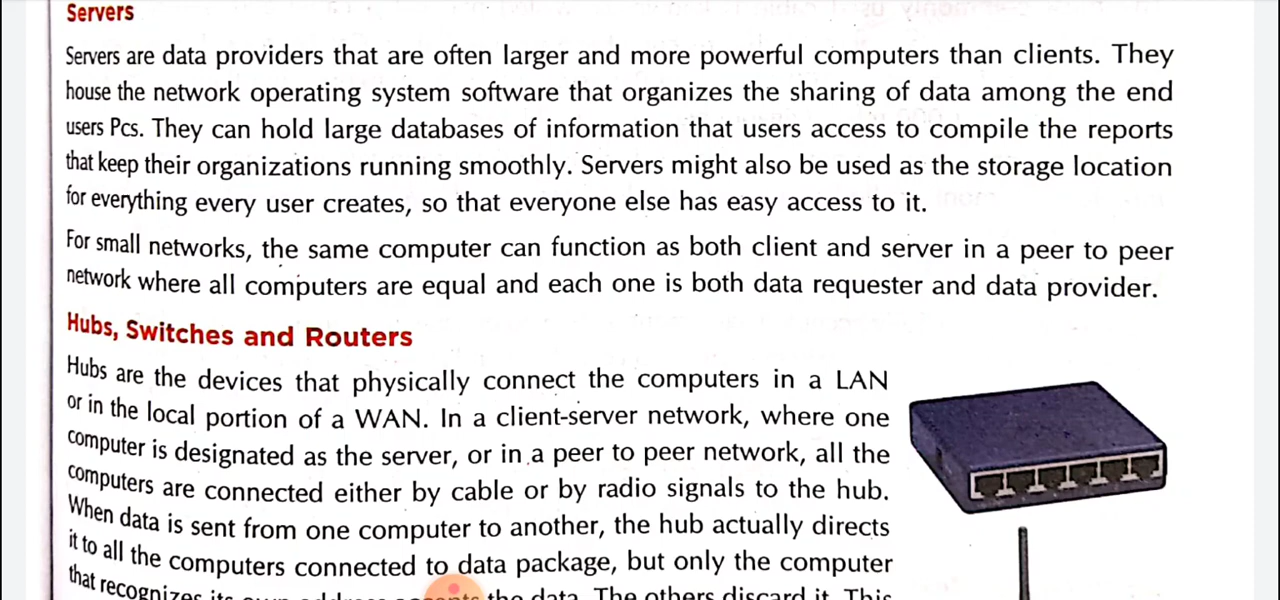 Servers
Servers are data providers that are often larger and more powerful computers than clients. They
house the network operating system software that organizes the sharing of data among the end
users Pcs. They can hold large databases of information that users access to compile the reports
that keep their organizations running smoothly. Servers might also be used as the storage location
for everything every user creates, so that everyone else has easy access to it.
For small networks, the same computer can function as both client and server in a peer to peer
network where all computers are equal and each one is both data requester and data provider.
Hubs, Switches and Routers
Hubs are the devices that physically connect the computers in a LAN
or in the local portion of a WAN. In a client-server network, where one
computer is designated as the server, or in a peer to peer network, all the
computers are connected either by cable or by radio signals to the hub.
When data is sent from one computer to another, the hub actually directs
it to all the computers connected to data package, but only the computer
that recognizes its own address the data. The others discard it. This